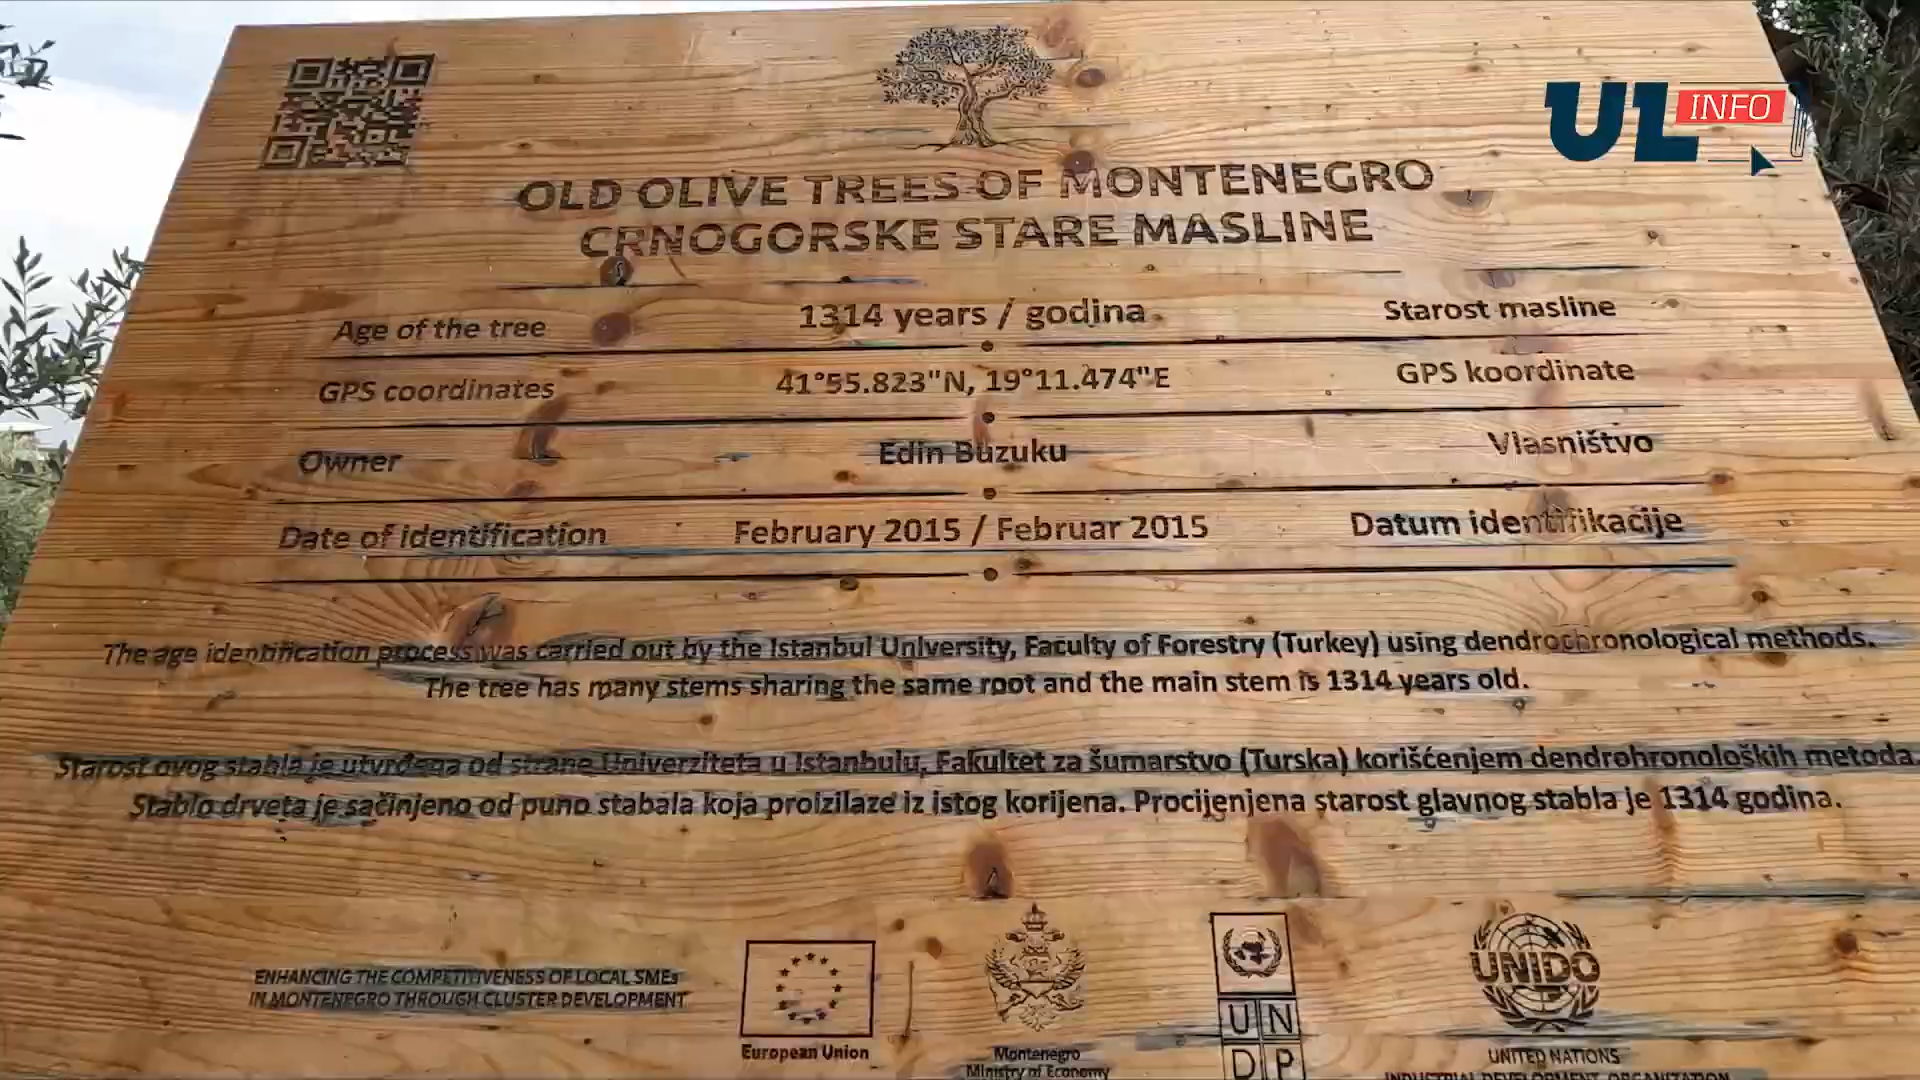 UL INFO
OLD OLIVE TREES OF MONTENEGRO
CRNOGORSKE STARE MASLINE
Age of the tree 1314 years / godina Starost masline
GPS coordinates 41°55.823"N, 19°11.474"E GPS koordinate
Owner Edin Buzuku Vlasništvo
Date of identification February 2015 / Februar 2015 Datum identifikacije
The age identification process was carried out by the Istanbul University, Faculty of Forestry (Turkey) using dendrochronological methods.
The tree has many stems sharing the same root and the main stem is 1314 years old.
Starost ovog stabla je utvrđena od strane Univerziteta u Istanbulu, Fakultet za šumarstvo (Turska) korišćenjem dendrohronoloških metoda.
Stablo drveta je sačinjeno od puno stabala koja proizilaze iz istog korijena. Procijenjena starost glavnog stabla je 1314 godina.
ENHANCING THE COMPETITIVENESS OF LOCAL SMEs
IN MONTENEGRO THROUGH CLUSTER DEVELOPMENT
European Union
Montenegro
Ministry of Economy
UN
DP
UNIDO
UNITED NATIONS
INDUSTRIAL DEVELOPMENT ORGANIZATION